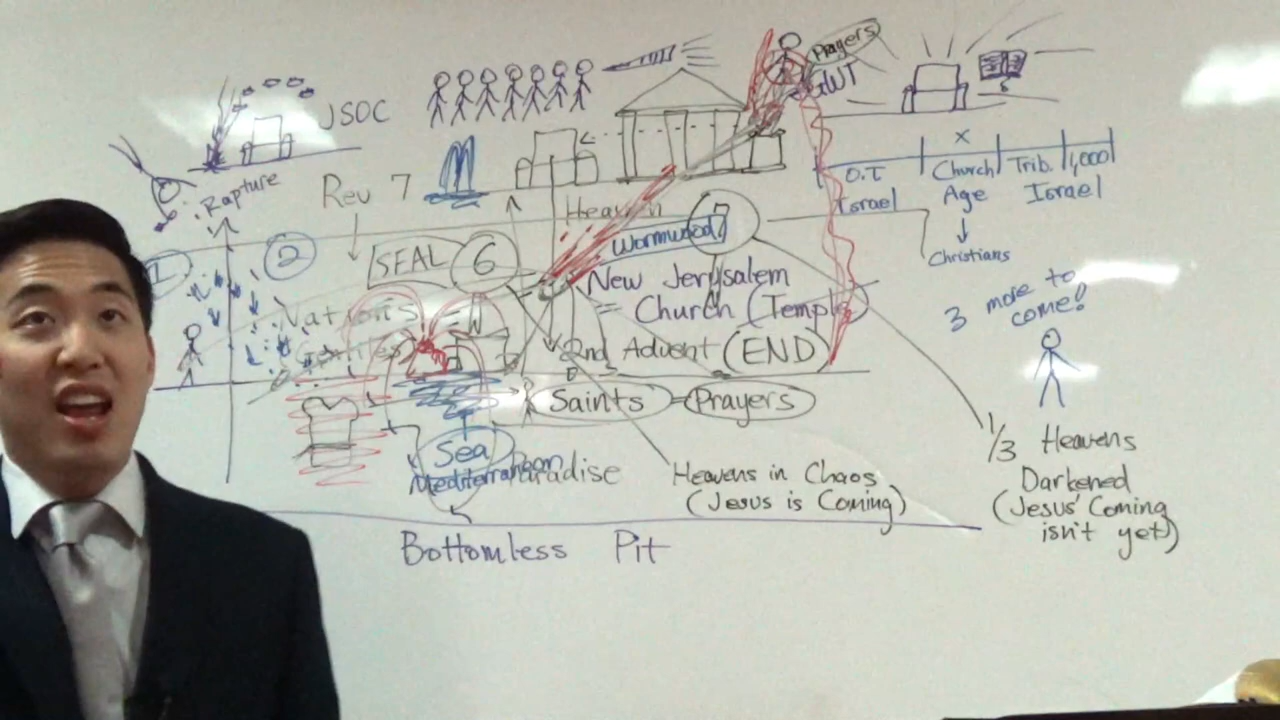 Prayers
GWT
JSOC
Rapture
Rev 7
x
O.T
Israel
Church
Age
Trib.
1,000
Israel
Christians
Heaven
Wormwood
7
1
2
SEAL 6
Nations =
New Jerusalem
= Church (Temple)
2nd Advent (END)
3 more to
come!
Saints = Prayers
Sea
Mediterranean
Paradise
Heavens in Chaos
(Jesus is Coming)
1/3 Heavens
Darkened
(Jesus' Coming
isn't yet)
Bottomless Pit